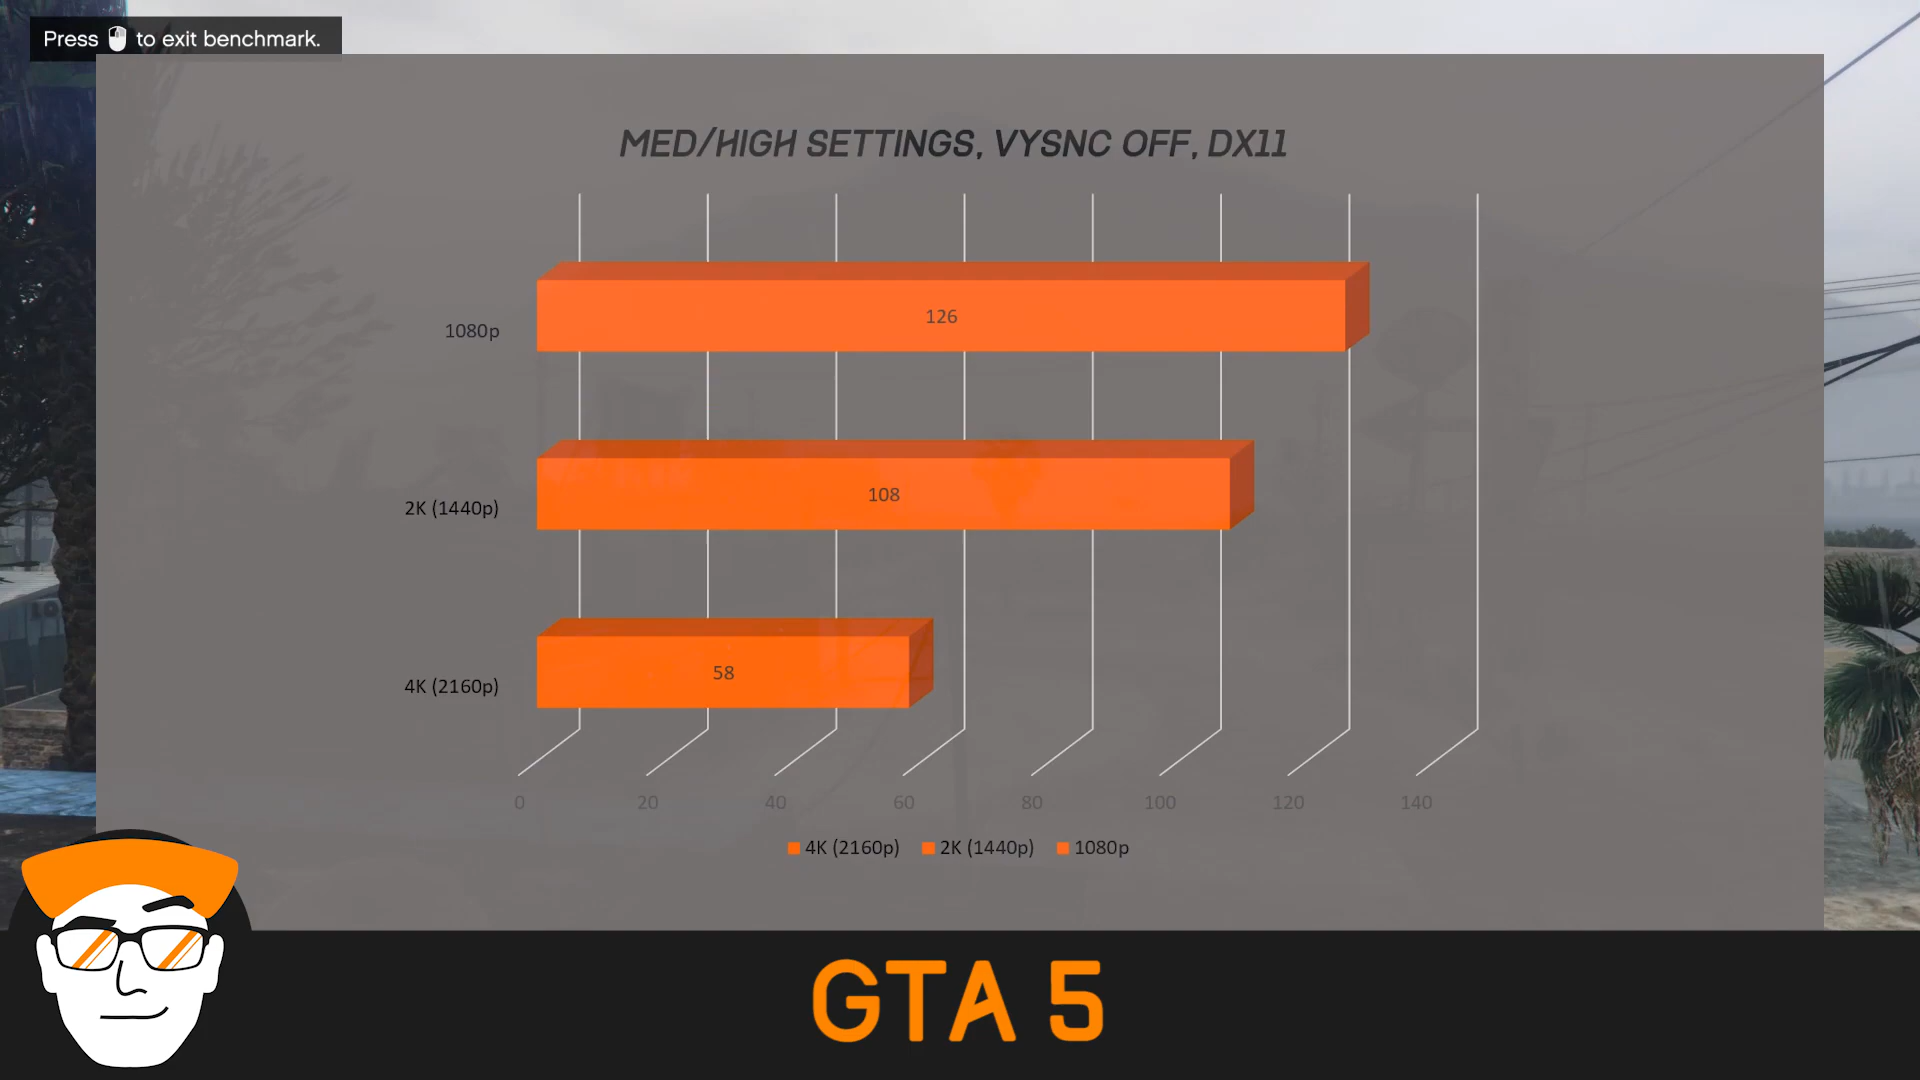 Press to exit benchmark.
MED/HIGH SETTINGS, VYSNC OFF, DX11
1080p
126
2K (1440p)
108
4K (2160p)
58
0 20 40 60 80 100 120 140
4K (2160p) 2K (1440p) 1080p
GTA 5